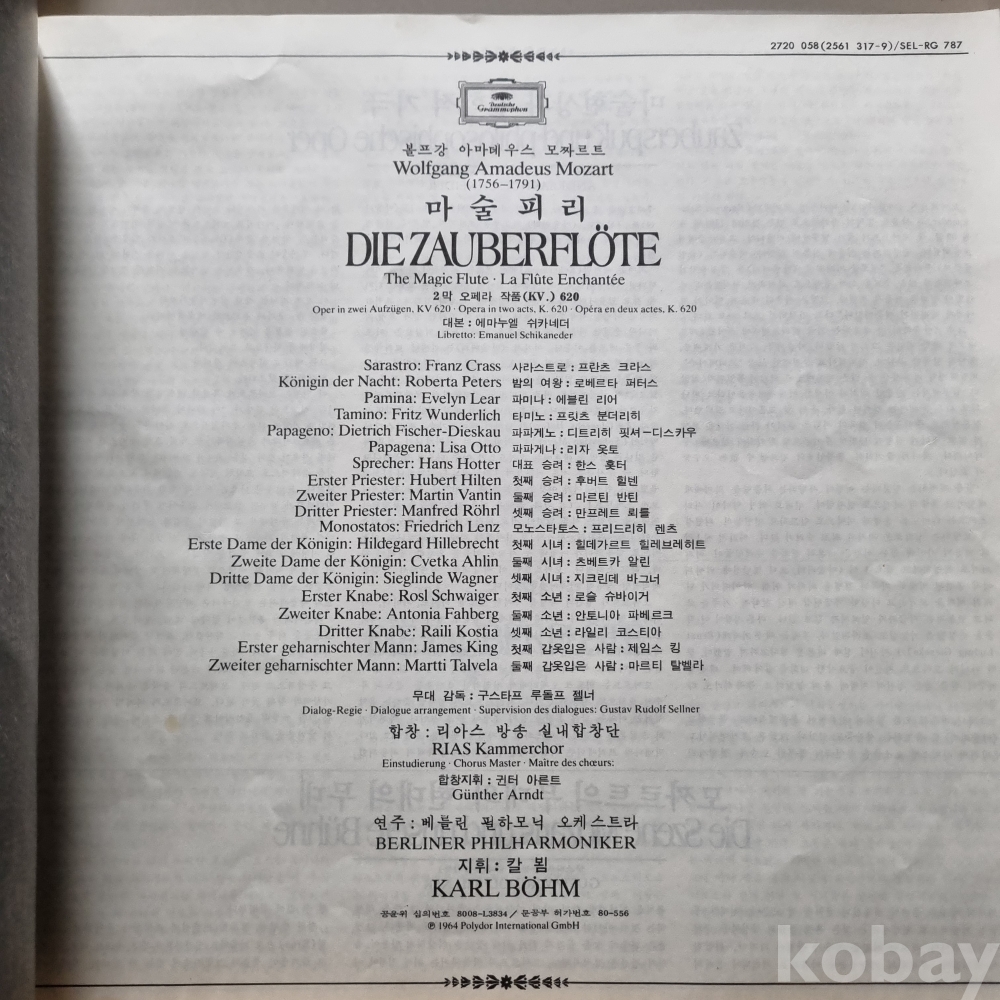 2720 058(2561 317-9)/SEL-RG 787
Deutsche
Grammophon
볼프강 아마데우스 모짜르트
Wolfgang Amadeus Mozart
(1756–1791)
마술피리
DIE ZAUBERFLÖTE
The Magic Flute · La Flûte Enchantée
2막 오페라 작품(KV.) 620
Oper in zwei Aufzügen, KV 620 · Opera in two acts, K. 620 · Opéra en deux actes, K. 620
대본 : 에마누엘 쉬카네더
Libretto: Emanuel Schikaneder
Sarastro: Franz Crass 사라스트로 : 프란츠 크라스
Königin der Nacht: Roberta Peters 밤의 여왕 : 로베르타 퍼터스
Pamina: Evelyn Lear 파미나 : 에블린 리어
Tamino: Fritz Wunderlich 타미노 : 프릿츠 분더리히
Papageno: Dietrich Fischer-Dieskau 파파게노 : 디트리히 핏셔–디스카우
Papagena: Lisa Otto 파파게나 : 리자 옷토
Sprecher: Hans Hotter 대표 승려 : 한스 홋터
Erster Priester: Hubert Hilten 첫째 승려 : 후버트 힐텐
Zweiter Priester: Martin Vantin 둘째 승려 : 마르틴 반틴
Dritter Priester: Manfred Röhrl 셋째 승려 : 만프레트 뢰를
Monostatos: Friedrich Lenz 모노스타토스 : 프리드리히 렌츠
Erste Dame der Königin: Hildegard Hillebrecht 첫째 시녀 : 힐데가르트 힐레브레히트
Zweite Dame der Königin: Cvetka Ahlin 둘째 시녀 : 츠베트카 알린
Dritte Dame der Königin: Sieglinde Wagner 셋째 시녀 : 지크린데 바그너
Erster Knabe: Rosl Schwaiger 첫째 소년 : 로슬 슈바이거
Zweiter Knabe: Antonia Fahberg 둘째 소년 : 안토니아 파베르크
Dritter Knabe: Raili Kostia 셋째 소년 : 라일리 코스티아
Erster geharnischter Mann: James King 첫째 갑옷입은 사람 : 제임스 킹
Zweiter geharnischter Mann: Martti Talvela 둘째 갑옷입은 사람 : 마르티 탈벨라
무대 감독 : 구스타프 루돌프 젤너
Dialog-Regie · Dialogue arrangement · Supervision des dialogues: Gustav Rudolf Sellner
합창 : 리아스 방송 실내합창단
RIAS Kammerchor
Einstudierung · Chorus Master · Maître des chœurs:
합창지휘 : 귄터 아른트
Günther Arndt
연주 : 베를린 필하모닉 오케스트라
BERLINER PHILHARMONIKER
지휘 : 칼 뵘
KARL BÖHM
공윤위 심의번호 8008-L3834 / 문공부 허가번호 80-556
℗ 1964 Polydor International GmbH
kobay